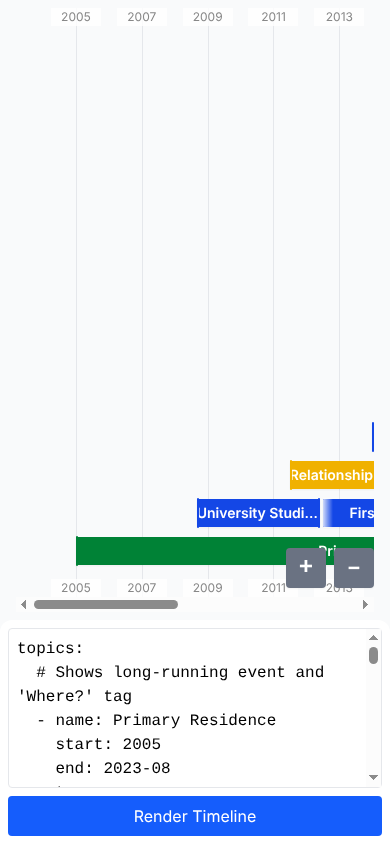 2005 2007 2009 2011 2013
Relationship
University Studi... Firs
Pri
+ –
2005 2007 2009 2011 2013
topics:
# Shows long-running event and
'Where?' tag
- name: Primary Residence
start: 2005
end: 2023-08
Render Timeline